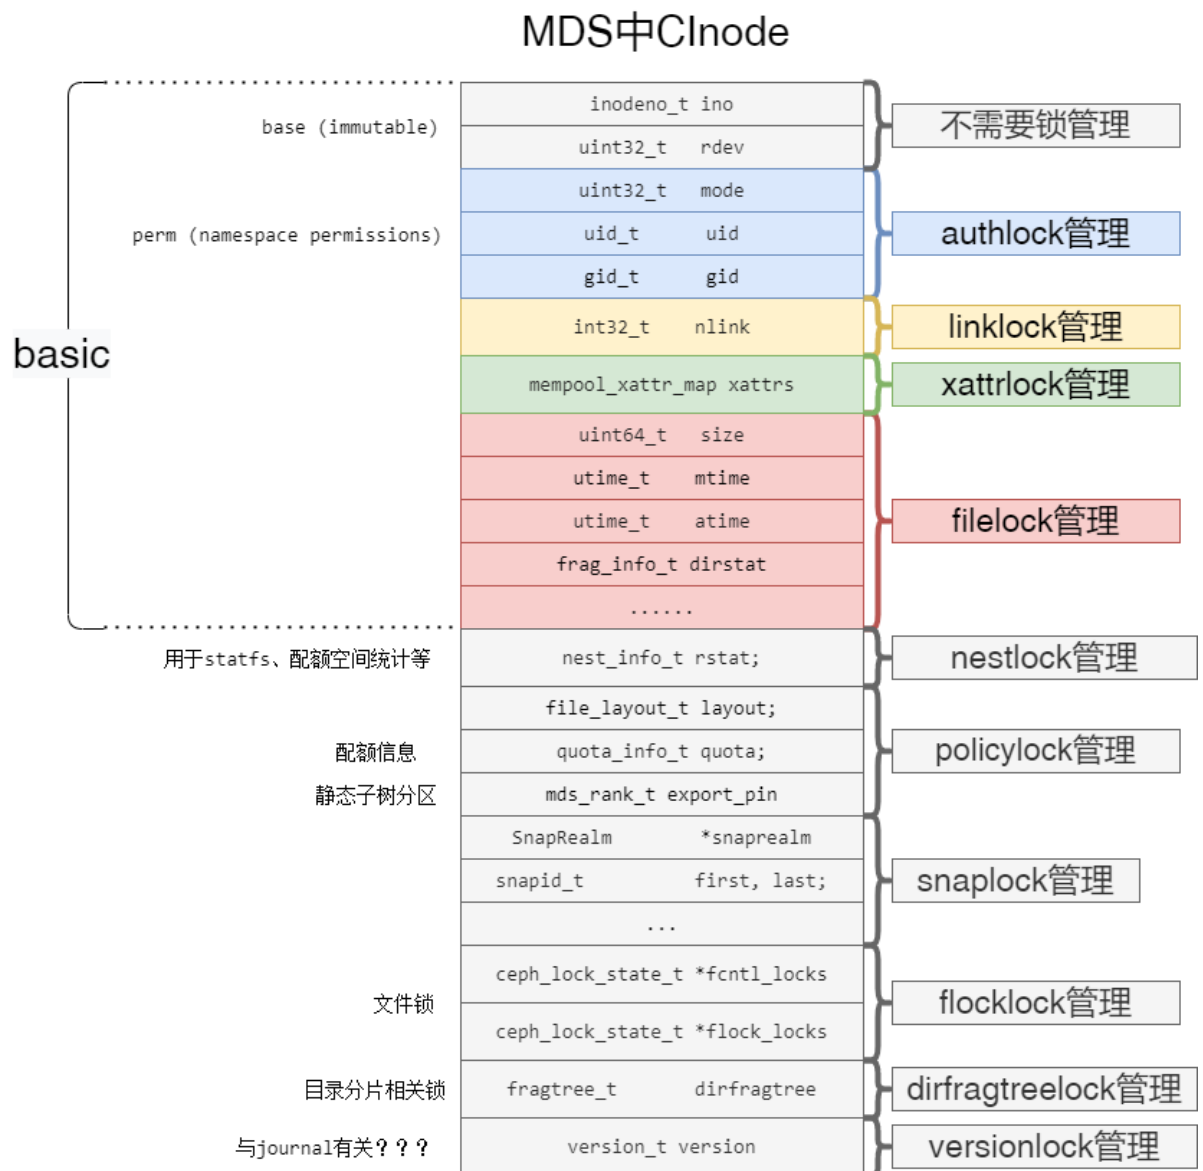 MDS中CInode
inodeno_t ino
base (immutable)
不需要锁管理
uint32_t rdev
uint32_t mode
perm (namespace permissions)
uid_t uid
authlock管理
gid_t gid
int32_t nlink
linklock管理
basic
mempool_xattr_map xattrs
xattrlock管理
uint64_t size
utime_t mtime
utime_t atime
filelock管理
frag_info_t dirstat
......
用于statfs、配额空间统计等
nest_info_t rstat;
nestlock管理
file_layout_t layout;
配额信息
quota_info_t quota;
policylock管理
静态子树分区
mds_rank_t export_pin
SnapRealm *snaprealm
snapid_t first, last;
snaplock管理
...
ceph_lock_state_t *fcntl_locks
文件锁
flocklock管理
ceph_lock_state_t *flock_locks
目录分片相关锁
fragtree_t dirfragtree
dirfragtreelock管理
与journal有关？？？
version_t version
versionlock管理